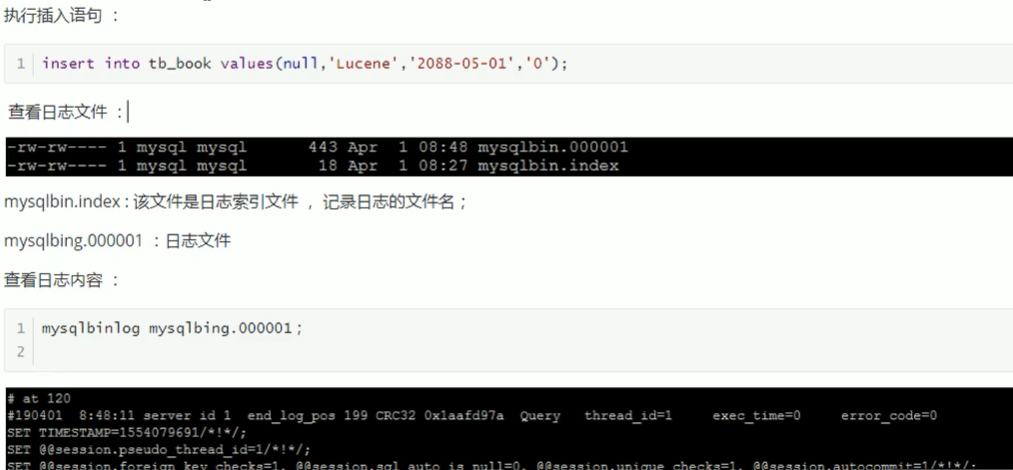 执行插入语句 ：
1 insert into tb_book values(null,'Lucene','2088-05-01','0');
查看日志文件 ：
-rw-rw---- 1 mysql mysql 443 Apr 1 08:48 mysqlbin.000001
-rw-rw---- 1 mysql mysql 18 Apr 1 08:27 mysqlbin.index
mysqlbin.index : 该文件是日志索引文件 ， 记录日志的文件名；
mysqlbing.000001 ：日志文件
查看日志内容 ：
1 mysqlbinlog mysqlbing.000001；
2
# at 120
#190401 8:48:11 server id 1 end_log_pos 199 CRC32 0x1aafd97a Query thread_id=1 exec_time=0 error_code=0
SET TIMESTAMP=1554079691/*!*/;
SET @@session.pseudo_thread_id=1/*!*/;
SET @@session.foreign_key_checks=1, @@session.sql_auto_is_null=0, @@session.unique_checks=1, @@session.autocommit=1/*!*/;